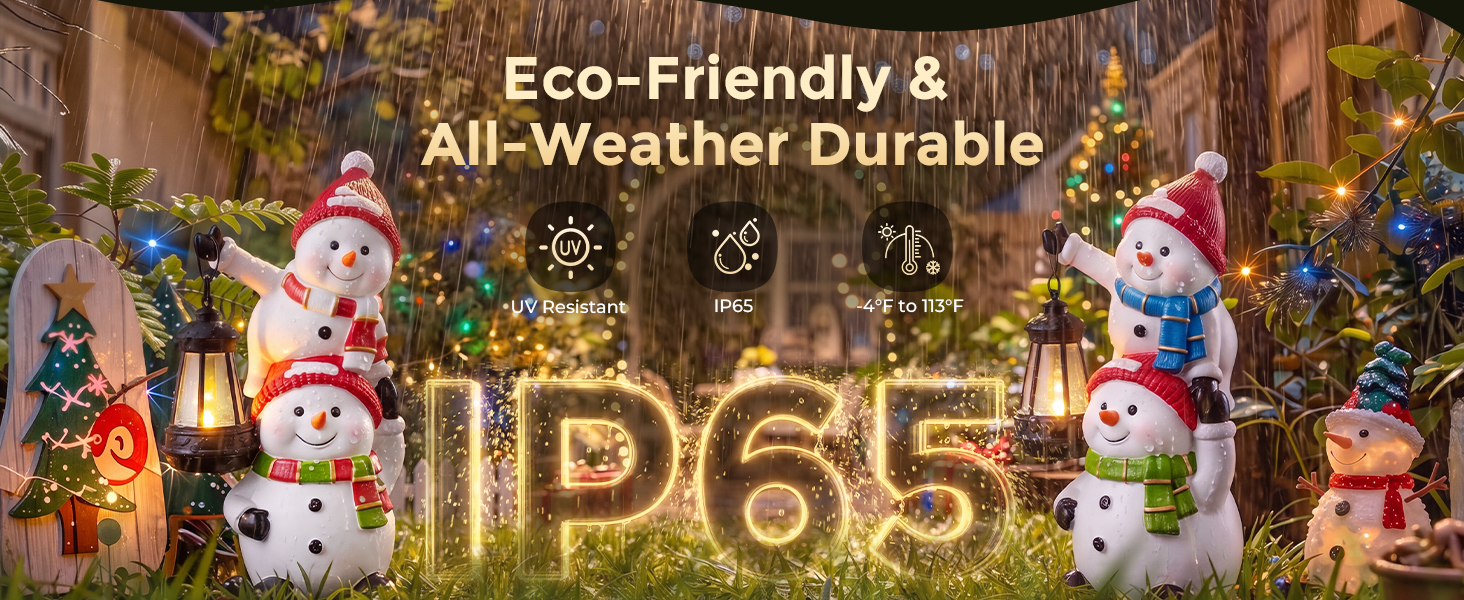 Eco-Friendly &
All-Weather Durable
UV
UV Resistant
IP65
-4°F to 113°F
IP65